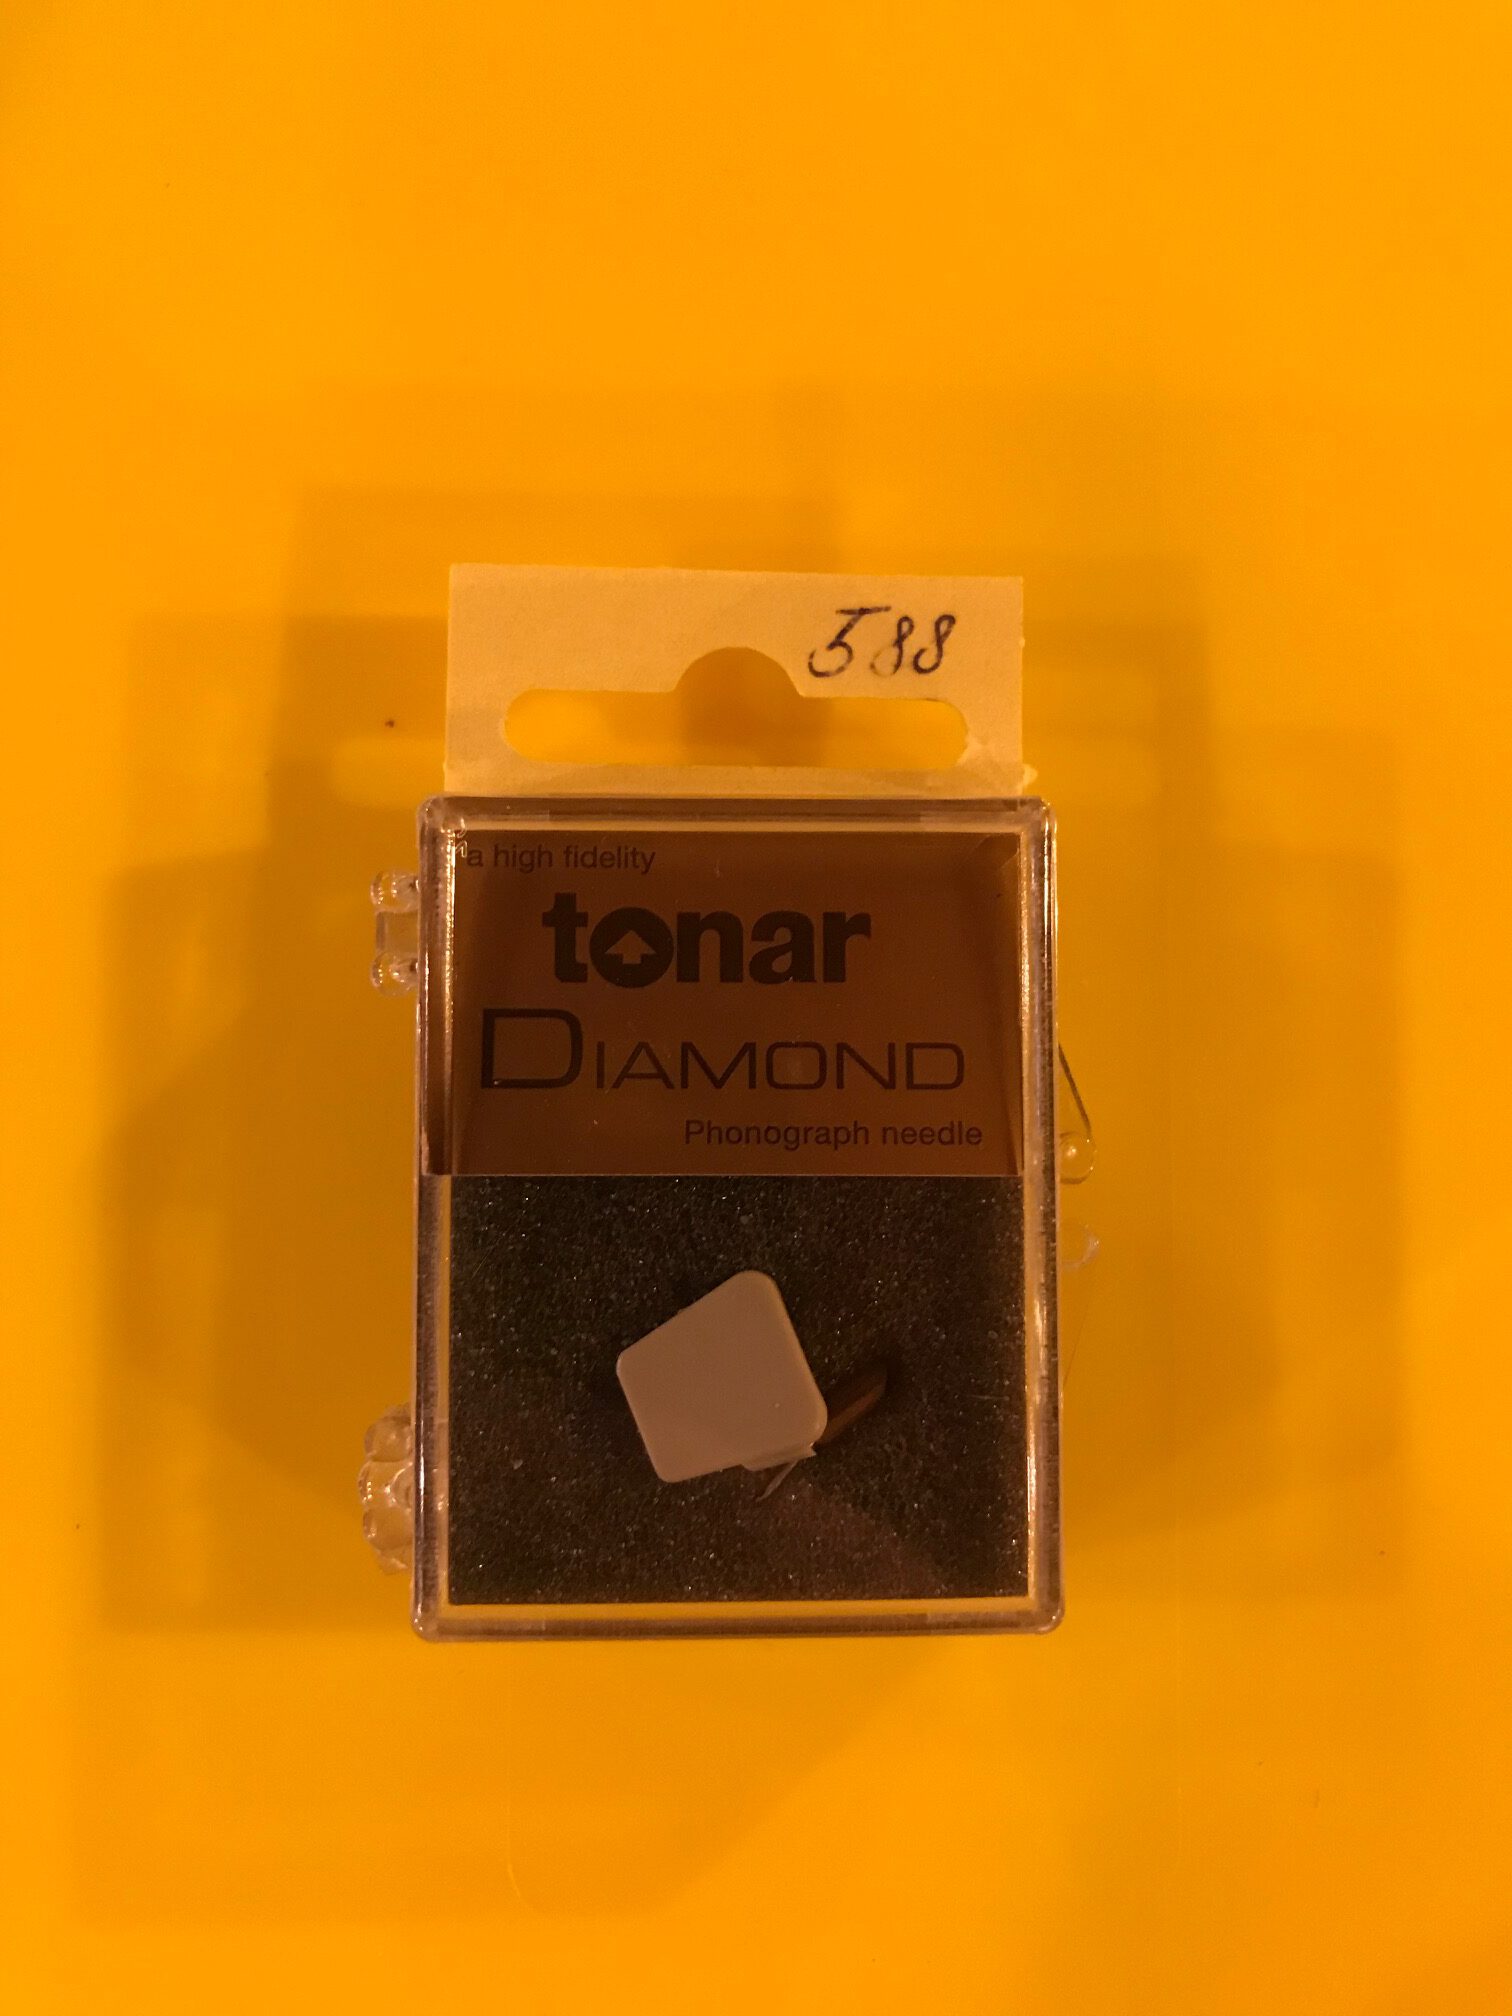 588
a high fidelity
tonar
DIAMOND
Phonograph needle